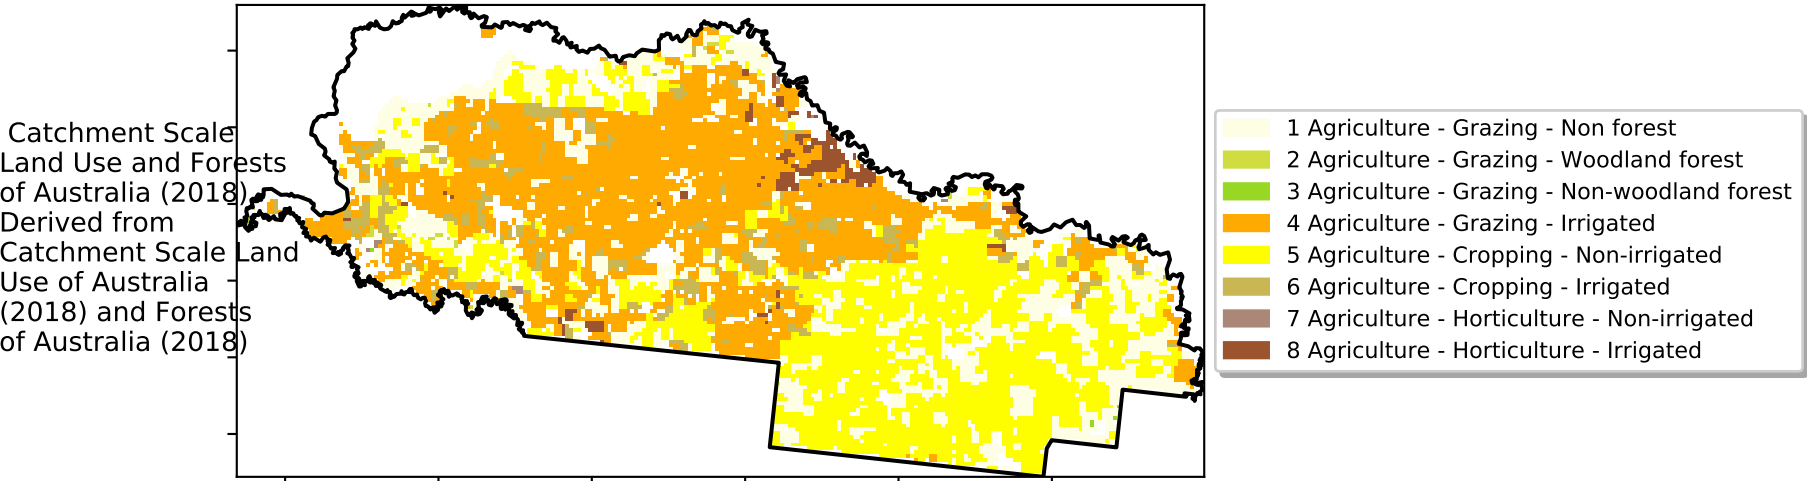 Catchment Scale
Land Use and Forests
of Australia (2018)
Derived from
Catchment Scale Land
Use of Australia
(2018) and Forests
of Australia (2018)
1 Agriculture - Grazing - Non forest
2 Agriculture - Grazing - Woodland forest
3 Agriculture - Grazing - Non-woodland forest
4 Agriculture - Grazing - Irrigated
5 Agriculture - Cropping - Non-irrigated
6 Agriculture - Cropping - Irrigated
7 Agriculture - Horticulture - Non-irrigated
8 Agriculture - Horticulture - Irrigated